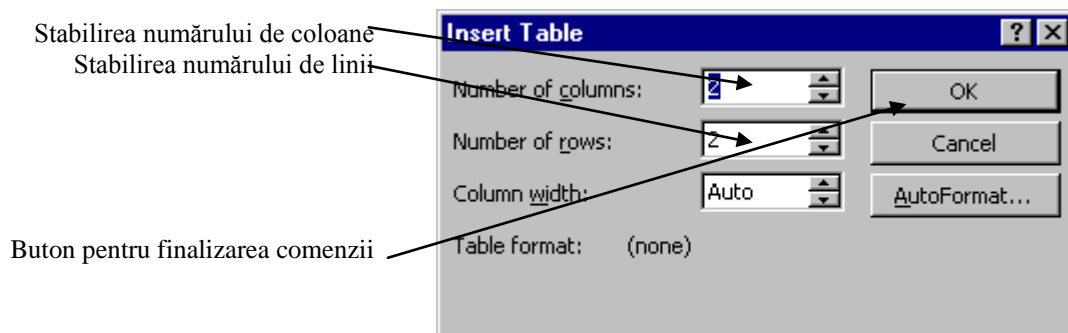 Stabilirea numărului de coloane
Stabilirea numărului de linii
Buton pentru finalizarea comenzii
Insert Table
Number of columns: 2
OK
Number of rows: 2
Cancel
Column width: Auto
AutoFormat...
Table format: (none)